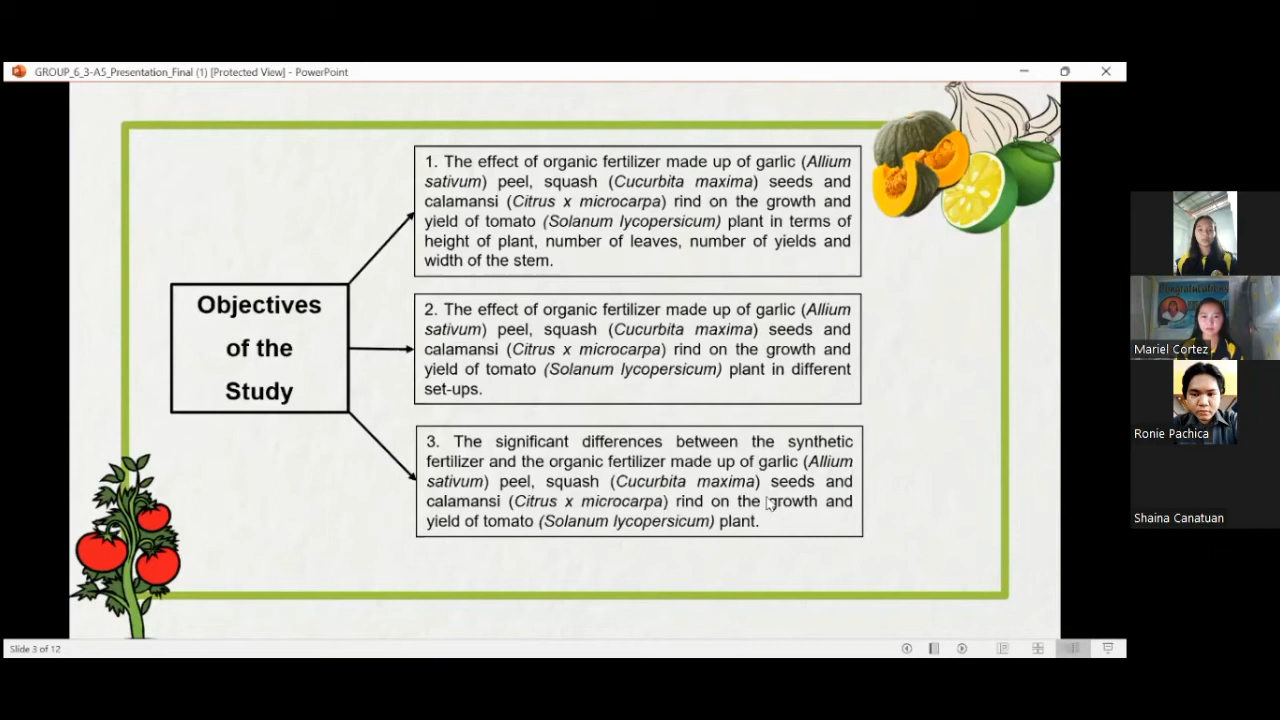 GROUP_6_3-A5_Presentation_Final (1) [Protected View] - PowerPoint
Objectives
of the
Study
1. The effect of organic fertilizer made up of garlic (Allium
sativum) peel, squash (Cucurbita maxima) seeds and
calamansi (Citrus x microcarpa) rind on the growth and
yield of tomato (Solanum lycopersicum) plant in terms of
height of plant, number of leaves, number of yields and
width of the stem.
2. The effect of organic fertilizer made up of garlic (Allium
sativum) peel, squash (Cucurbita maxima) seeds and
calamansi (Citrus x microcarpa) rind on the growth and
yield of tomato (Solanum lycopersicum) plant in different
set-ups.
3. The significant differences between the synthetic
fertilizer and the organic fertilizer made up of garlic (Allium
sativum) peel, squash (Cucurbita maxima) seeds and
calamansi (Citrus x microcarpa) rind on the growth and
yield of tomato (Solanum lycopersicum) plant.
Slide 3 of 12
Congratulations
Mariel Cortez
Ronie Pachica
Shaina Canatuan